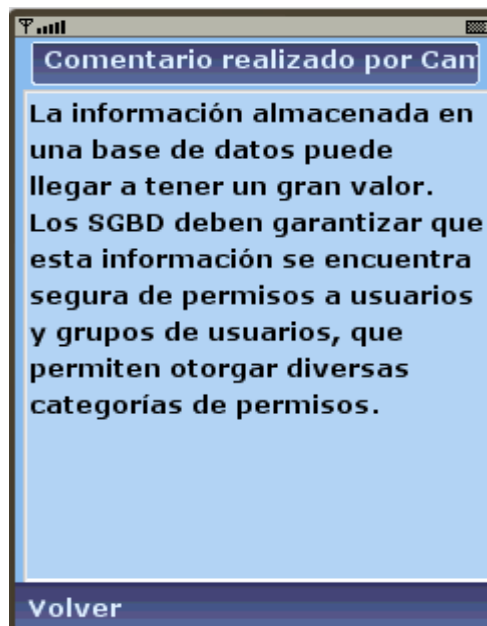 Comentario realizado por Cam
La información almacenada en
una base de datos puede
llegar a tener un gran valor.
Los SGBD deben garantizar que
esta información se encuentra
segura de permisos a usuarios
y grupos de usuarios, que
permiten otorgar diversas
categorías de permisos.
Volver